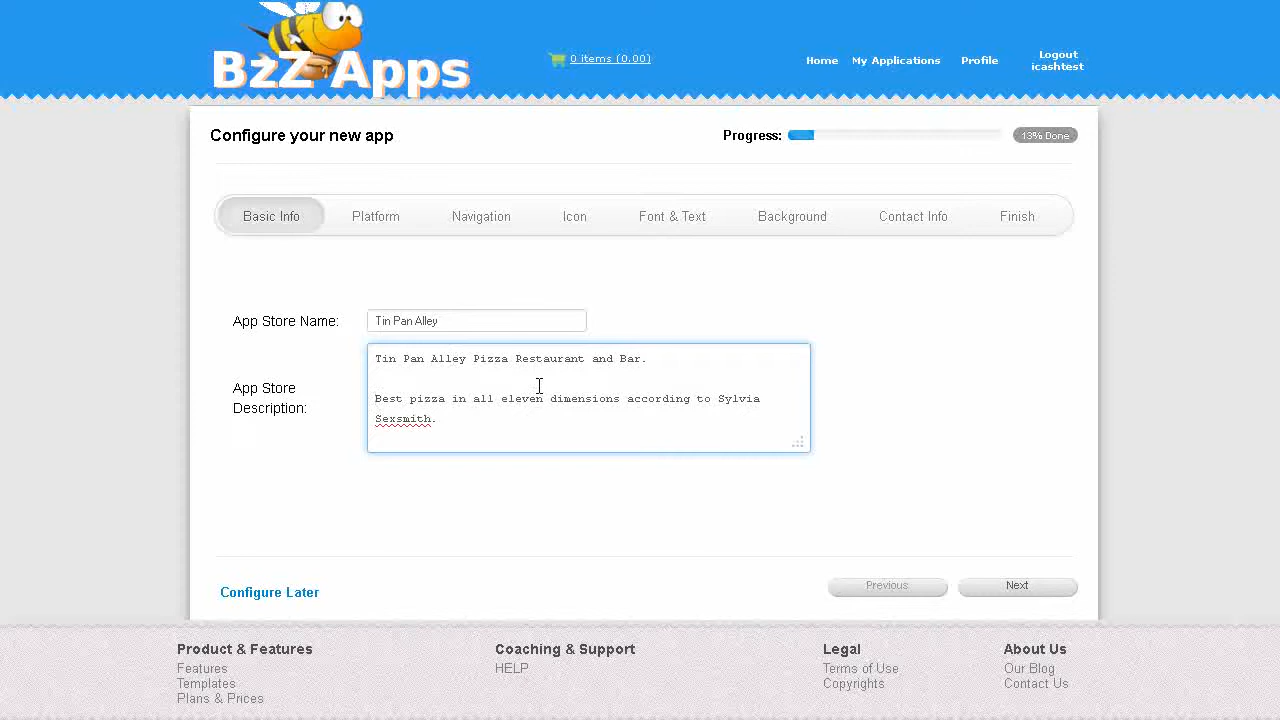 BzZ Apps
0 items (0.00)
Home My Applications Profile Logout
icashtest
Configure your new app
Progress: 13% Done
Basic Info Platform Navigation Icon Font & Text Background Contact Info Finish
App Store Name: Tin Pan Alley
App Store
Description:
Tin Pan Alley Pizza Restaurant and Bar.
Best pizza in all eleven dimensions according to Sylvia
Sexsmith.
Configure Later
Previous Next
Product & Features
Features
Templates
Plans & Prices
Coaching & Support
HELP
Legal
Terms of Use
Copyrights
About Us
Our Blog
Contact Us